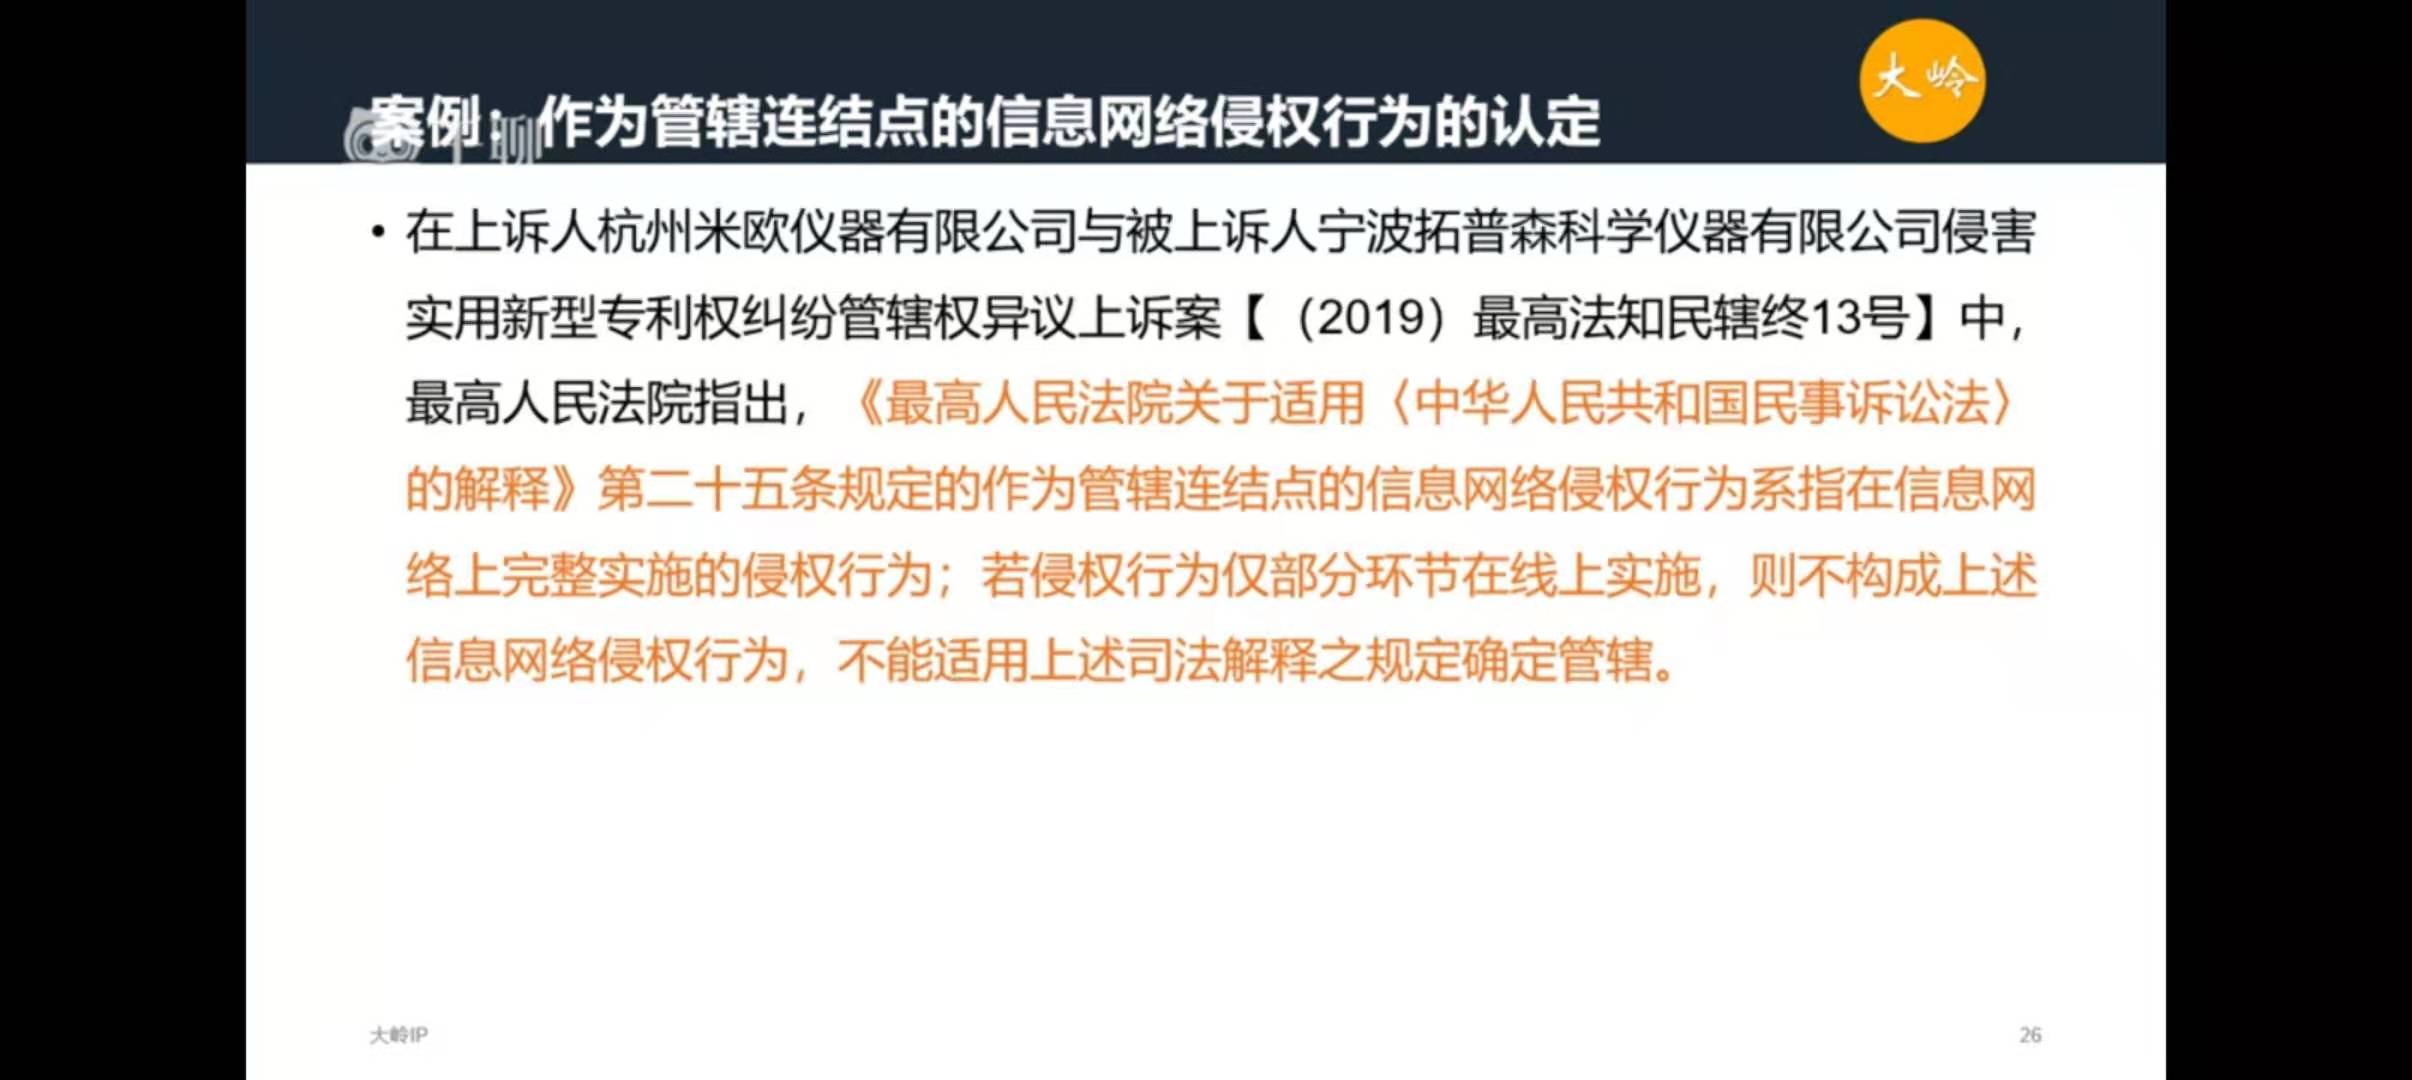 大岭
案例：作为管辖连结点的信息网络侵权行为的认定
千聊
• 在上诉人杭州米欧仪器有限公司与被上诉人宁波拓普森科学仪器有限公司侵害
实用新型专利权纠纷管辖权异议上诉案【（2019）最高法知民辖终13号】中，
最高人民法院指出，《最高人民法院关于适用〈中华人民共和国民事诉讼法〉
的解释》第二十五条规定的作为管辖连结点的信息网络侵权行为系指在信息网
络上完整实施的侵权行为；若侵权行为仅部分环节在线上实施，则不构成上述
信息网络侵权行为，不能适用上述司法解释之规定确定管辖。
大岭IP
26